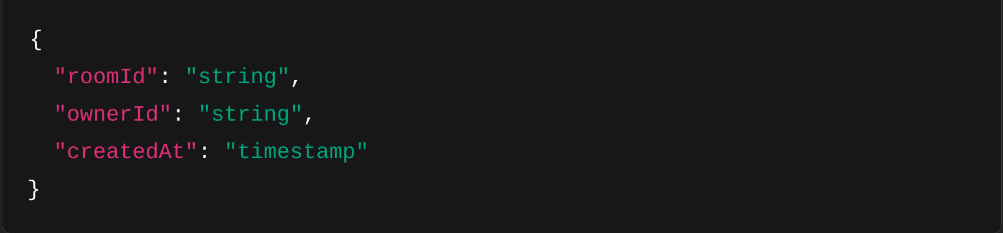 {
  "roomId": "string",
  "ownerId": "string",
  "createdAt": "timestamp"
}